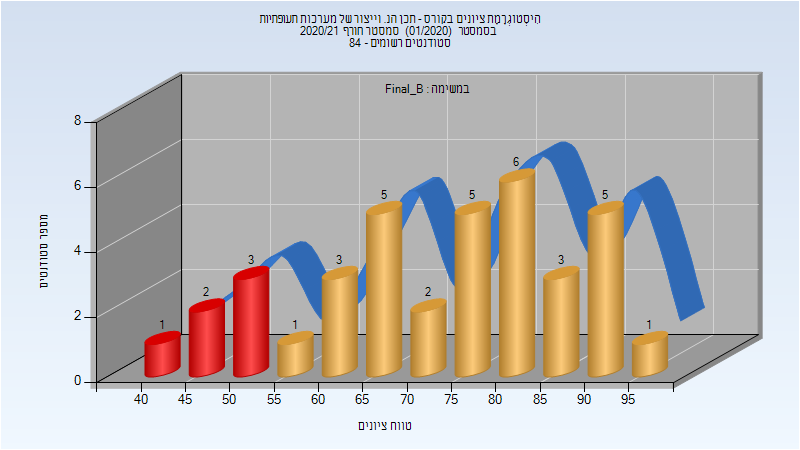 היסטוגרמת ציונים בקורס - תכן הנ. וייצור של מערכות תעופתיות
בסמסטר (01/2020) סמסטר חורף 2020/21
סטודנטים רשומים - 84
במשימה : Final_B
מספר סטודנטים
8
6
4
2
0
1
2
3
1
3
5
2
5
6
3
5
1
40 45 50 55 60 65 70 75 80 85 90 95
טווח ציונים